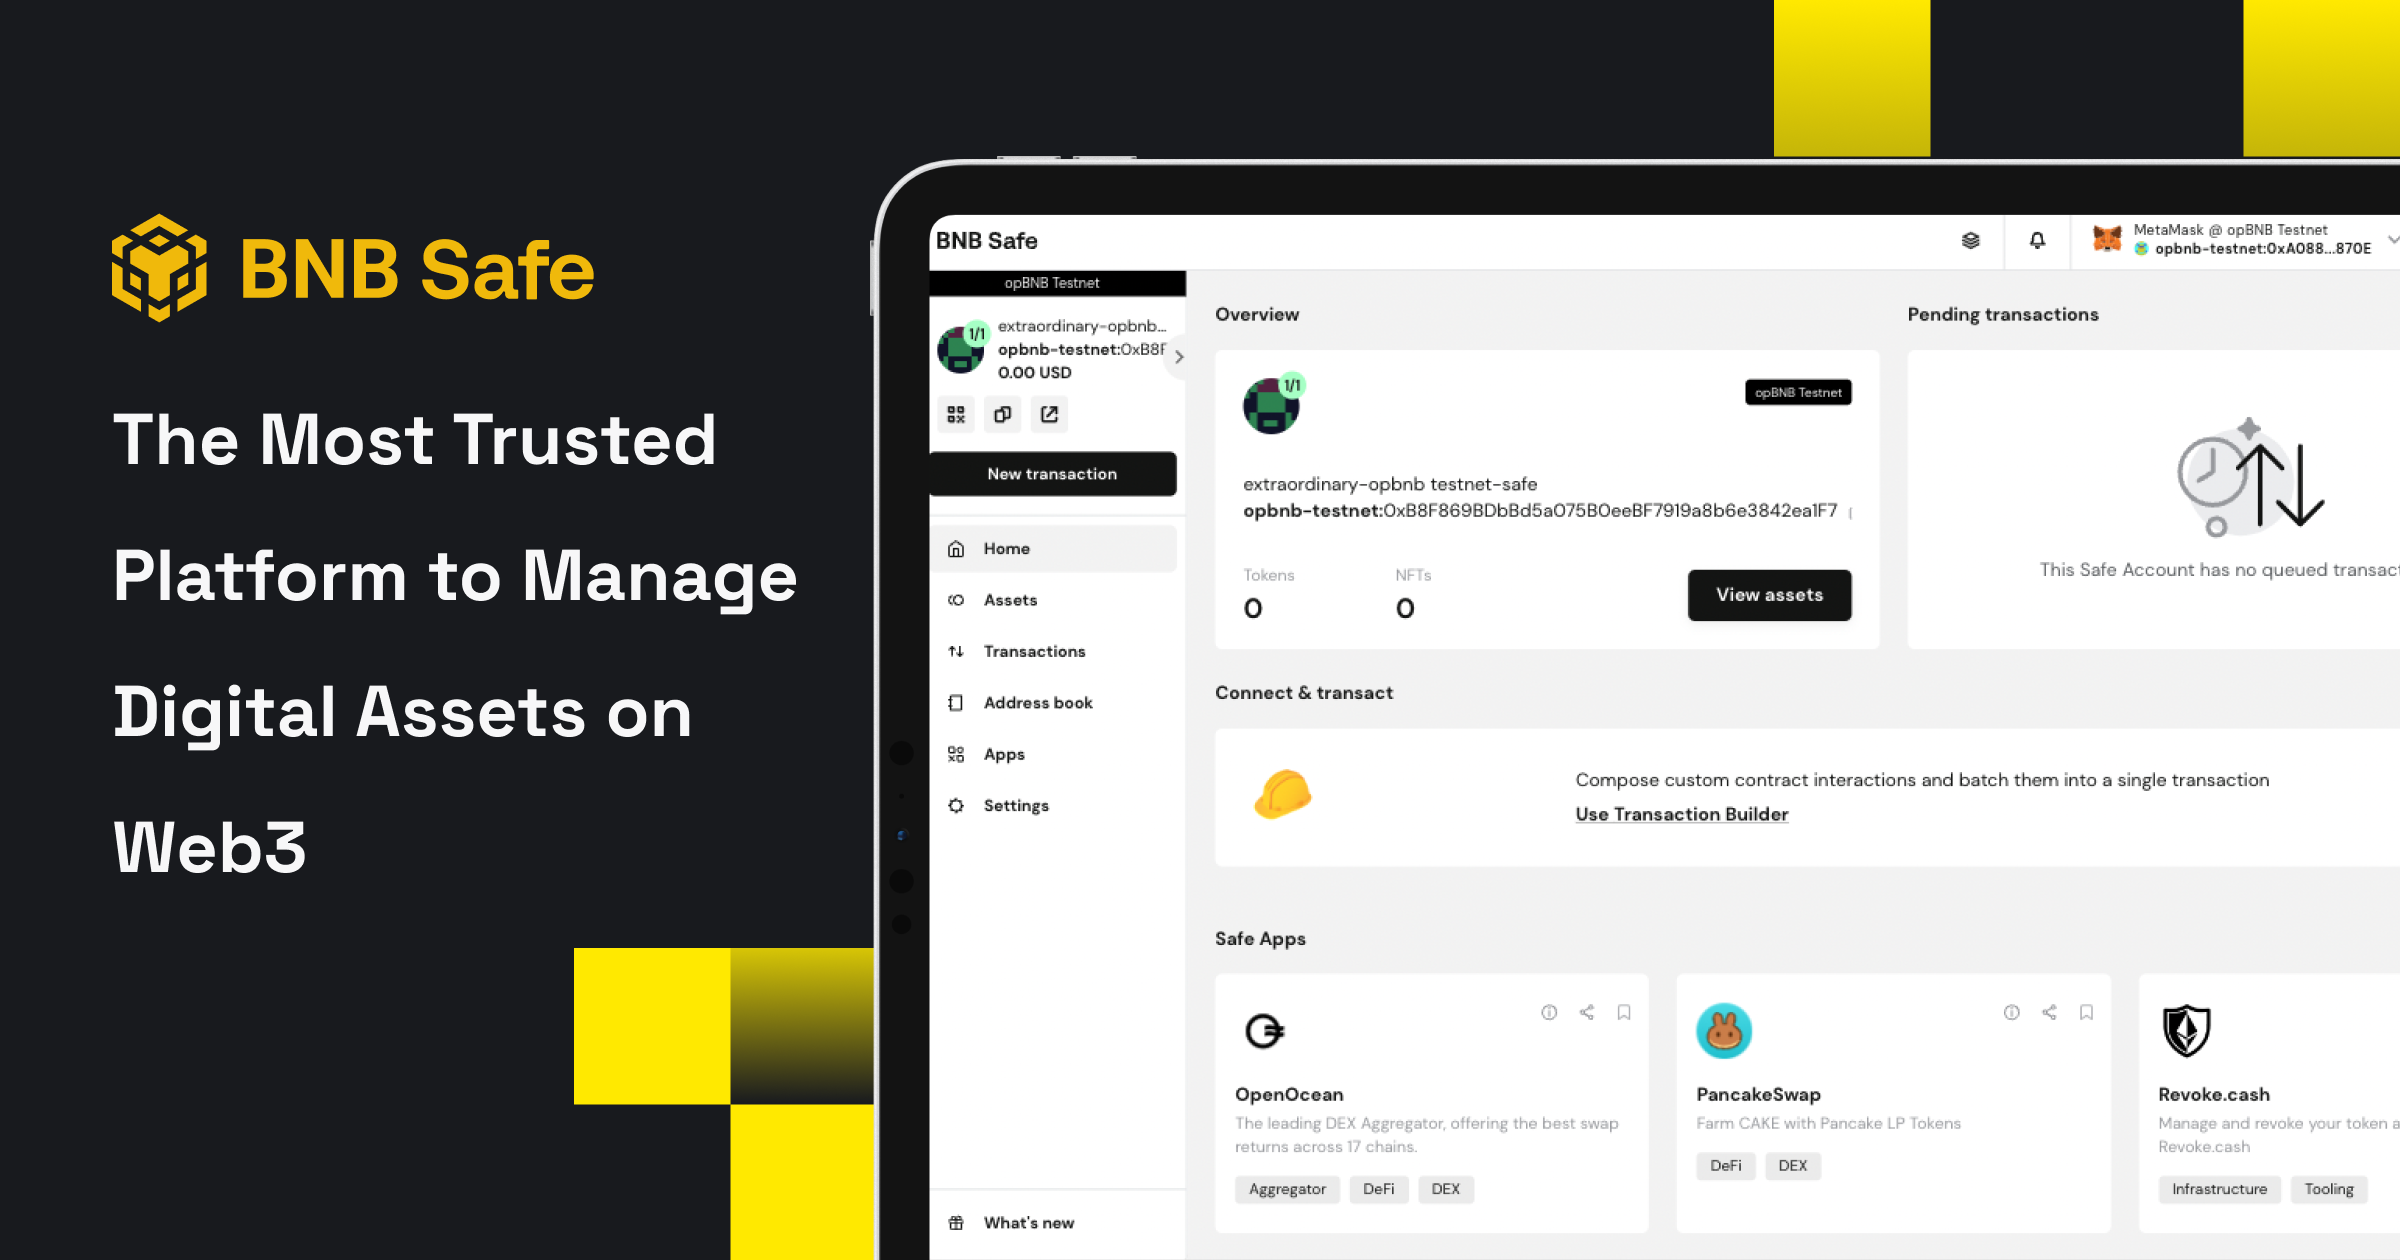 BNB Safe
The Most Trusted
Platform to Manage
Digital Assets on
Web3
BNB Safe
MetaMask @ opBNB Testnet
opbnb-testnet:0xA088...870E
opBNB Testnet
1/1
extraordinary-opbnb...
opbnb-testnet:0xB8F
0.00 USD
New transaction
Home
Assets
Transactions
Address book
Apps
Settings
What's new
Overview
1/1
opBNB Testnet
extraordinary-opbnb testnet-safe
opbnb-testnet:0xB8F869BDbBd5a075B0eeBF7919a8b6e3842ea1F7
Tokens
0
NFTs
0
View assets
Pending transactions
This Safe Account has no queued transact
Connect & transact
Compose custom contract interactions and batch them into a single transaction
Use Transaction Builder
Safe Apps
OpenOcean
The leading DEX Aggregator, offering the best swap
returns across 17 chains.
Aggregator
DeFi
DEX
PancakeSwap
Farm CAKE with Pancake LP Tokens
DeFi
DEX
Revoke.cash
Manage and revoke your token a
Revoke.cash
Infrastructure
Tooling